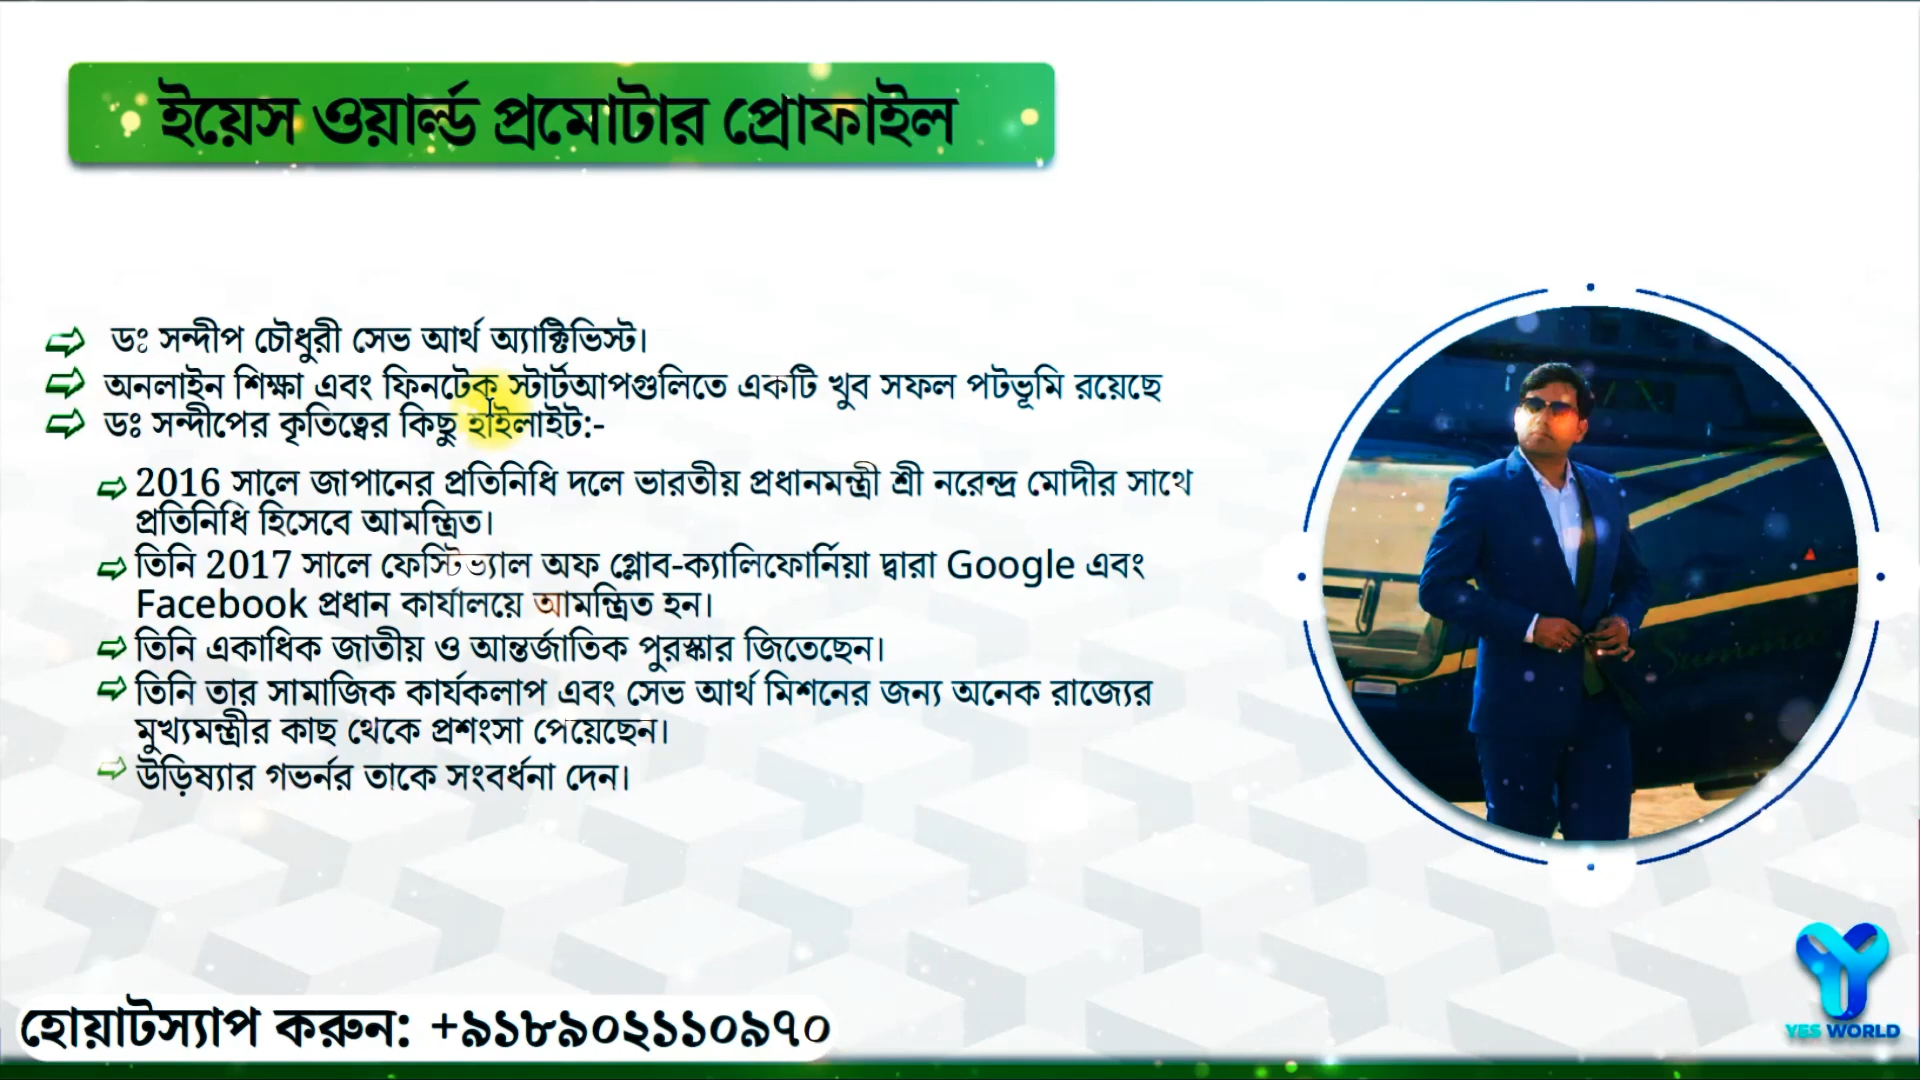 ইয়েস ওয়ার্ল্ড প্রমোটার প্রোফাইল
ডঃ সন্দীপ চৌধুরী সেভ আর্থ অ্যাক্টিভিস্ট।
অনলাইন শিক্ষা এবং ফিনটেক স্টার্টআপগুলিতে একটি খুব সফল পটভূমি রয়েছে
ডঃ সন্দীপের কৃতিত্বের কিছু হাইলাইট:-
2016 সালে জাপানের প্রতিনিধি দলে ভারতীয় প্রধানমন্ত্রী শ্রী নরেন্দ্র মোদীর সাথে
প্রতিনিধি হিসেবে আমন্ত্রিত।
তিনি 2017 সালে ফেস্টিভ্যাল অফ গ্লোব-ক্যালিফোর্নিয়া দ্বারা Google এবং
Facebook প্রধান কার্যালয়ে আমন্ত্রিত হন।
তিনি একাধিক জাতীয় ও আন্তর্জাতিক পুরস্কার জিতেছেন।
তিনি তার সামাজিক কার্যকলাপ এবং সেভ আর্থ মিশনের জন্য অনেক রাজ্যের
মুখ্যমন্ত্রীর কাছ থেকে প্রশংসা পেয়েছেন।
উড়িষ্যার গভর্নর তাকে সংবর্ধনা দেন।
YES WORLD
হোয়াটস্যাপ করুন: +৯১৮৯০২১১০৯৭০